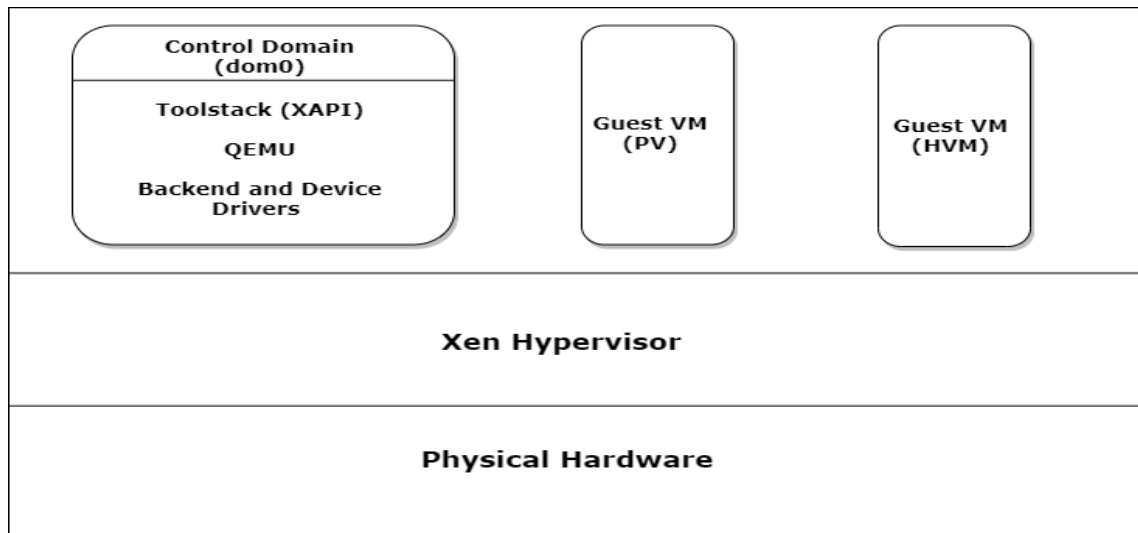 Control Domain
(dom0)
Toolstack (XAPI)
QEMU
Backend and Device
Drivers
Guest VM
(PV)
Guest VM
(HVM)
Xen Hypervisor
Physical Hardware